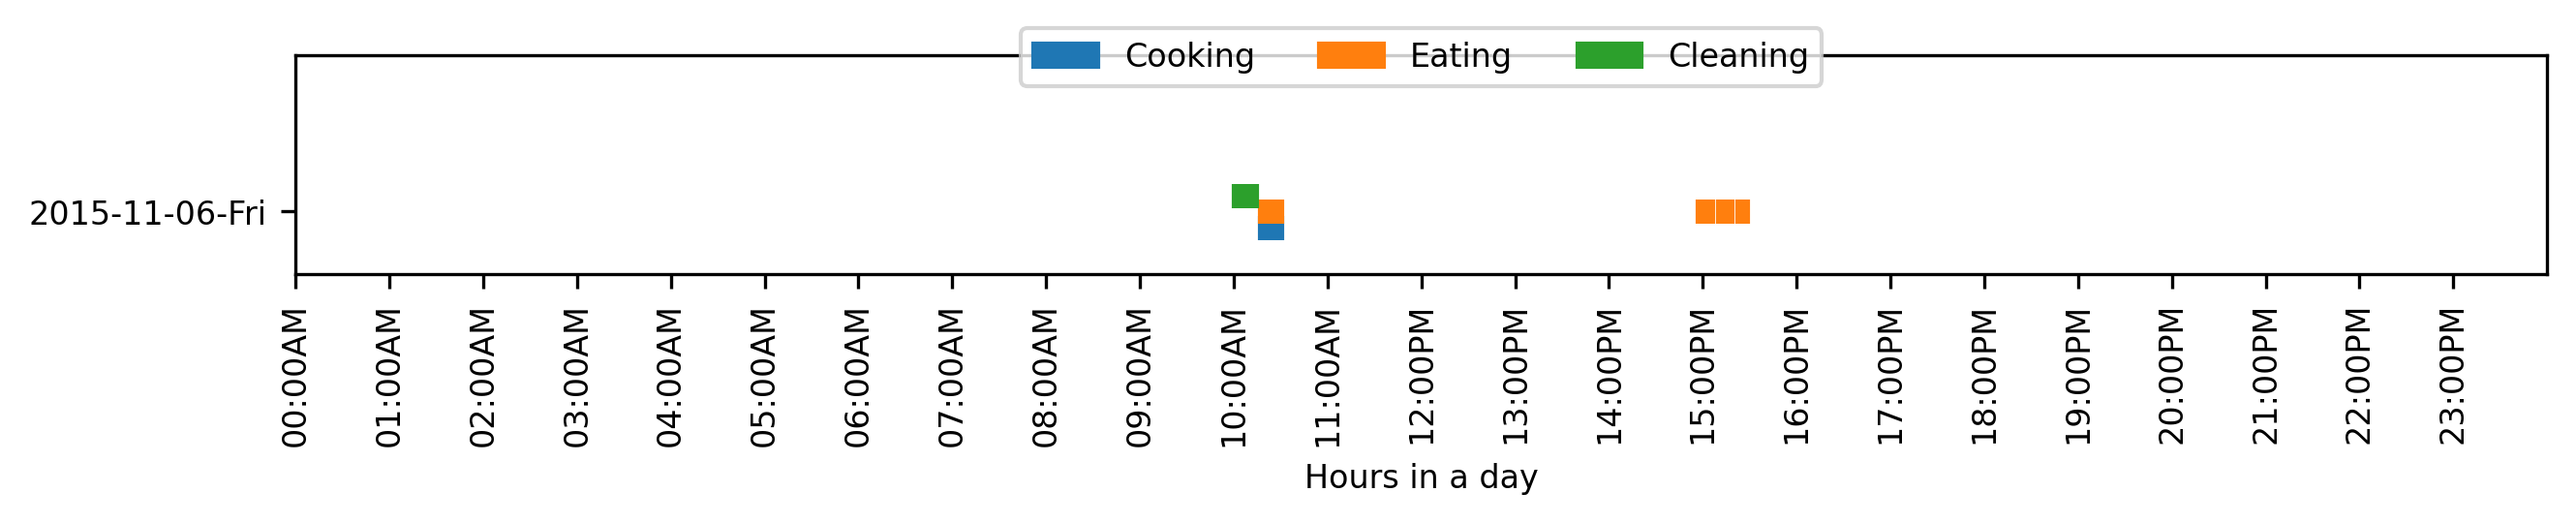 Cooking Eating Cleaning
2015-11-06-Fri
00:00AM
01:00AM
02:00AM
03:00AM
04:00AM
05:00AM
06:00AM
07:00AM
08:00AM
09:00AM
10:00AM
11:00AM
12:00PM
13:00PM
14:00PM
15:00PM
16:00PM
17:00PM
18:00PM
19:00PM
20:00PM
21:00PM
22:00PM
23:00PM
Hours in a day